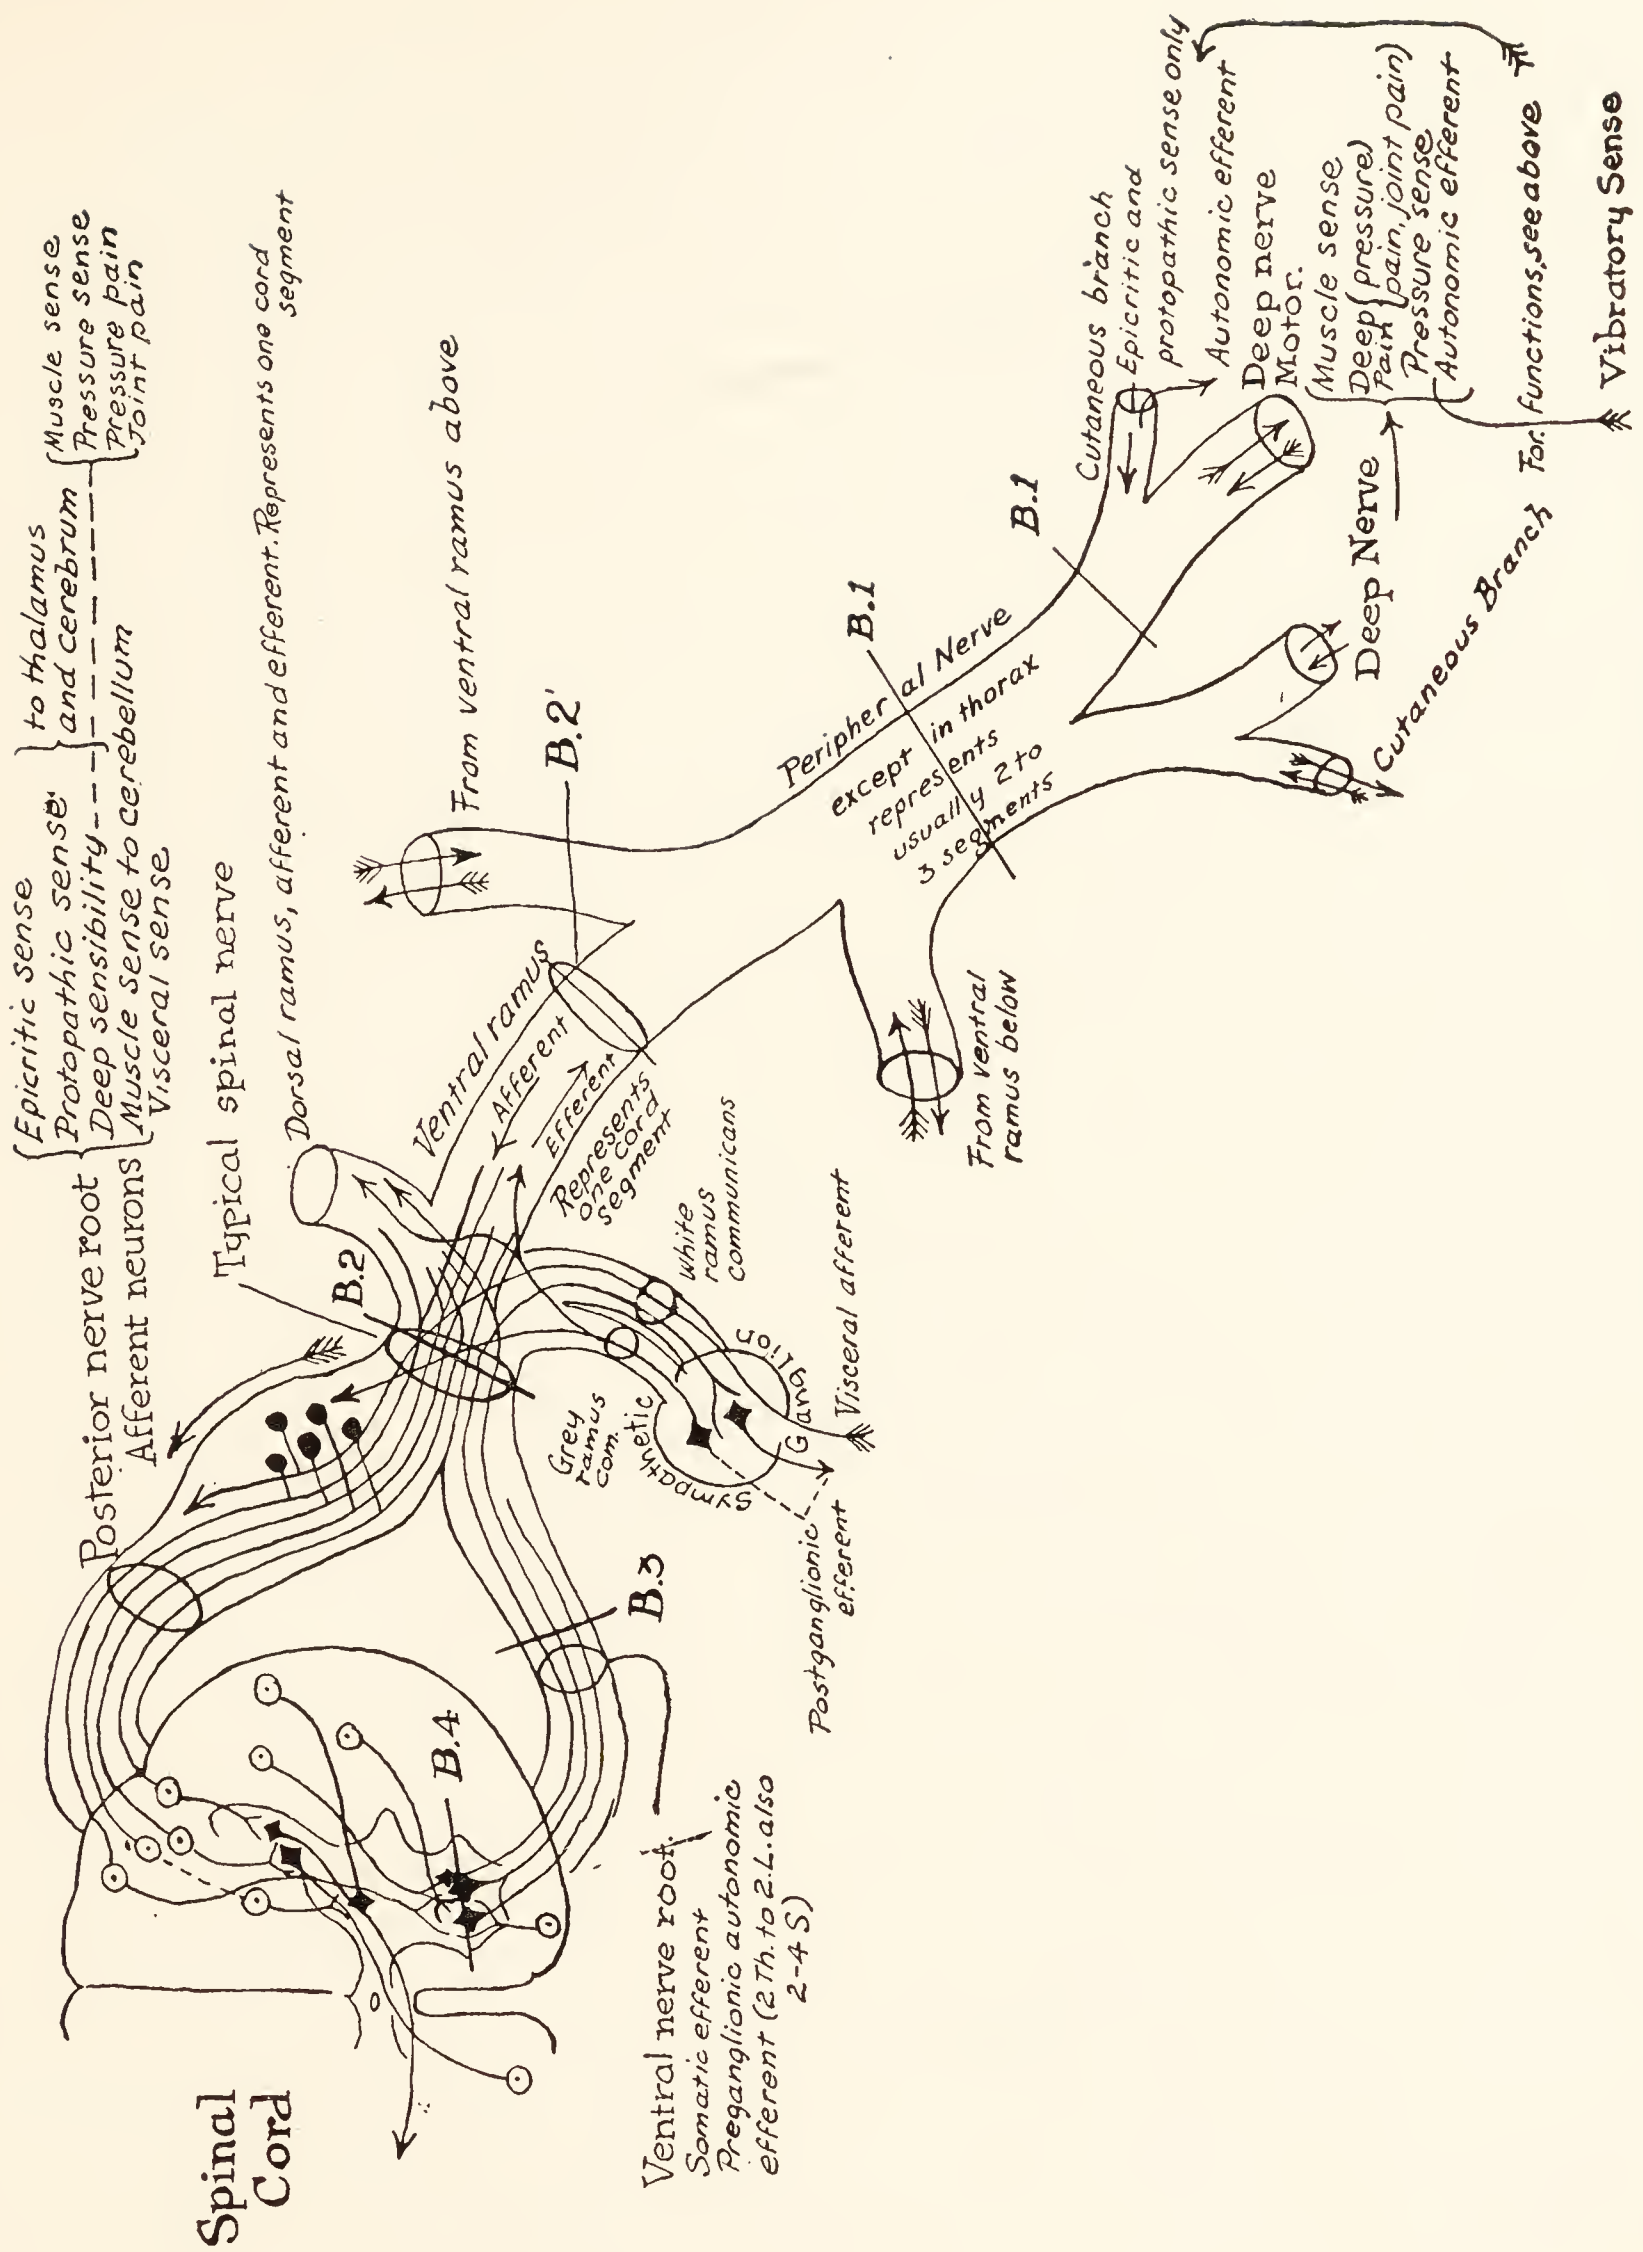 {Epicritic sense
Protopathic sense
Deep sensibility
Muscle sense to cerebellum
Visceral sense
} to thalamus
} and cerebrum
{Muscle sense
Pressure sense
Pressure pain
Joint pain
Posterior nerve root
Afferent neurons
Typical spinal nerve
Dorsal ramus, afferent and efferent. Represents one cord
segment
From ventral ramus above
Spinal
Cord
B.2
B.2'
B.3
B.4
Ventral ramus
Afferent
Efferent
Represents
one cord
segment
White
ramus
communicans
Grey
ramus
com.
Sympathetic
Ganglion
Visceral afferent
Postganglionic
efferent
Ventral nerve root.
Somatic efferent
Preganglionic autonomic
efferent (2 Th. to 2.L. also
2-4 S)
From ventral
ramus below
Peripheral Nerve
except in thorax
represents
usually 2 to
3 segments
B.1
B.1
Cutaneous branch
Epicritic and
protopathic sense only
Autonomic efferent
Deep nerve
Motor.
{Muscle sense
Deep {pressure)
Pain {pain, joint pain)
Pressure sense
Autonomic efferent
Deep Nerve
Cutaneous Branch
For functions, see above
Vibratory Sense